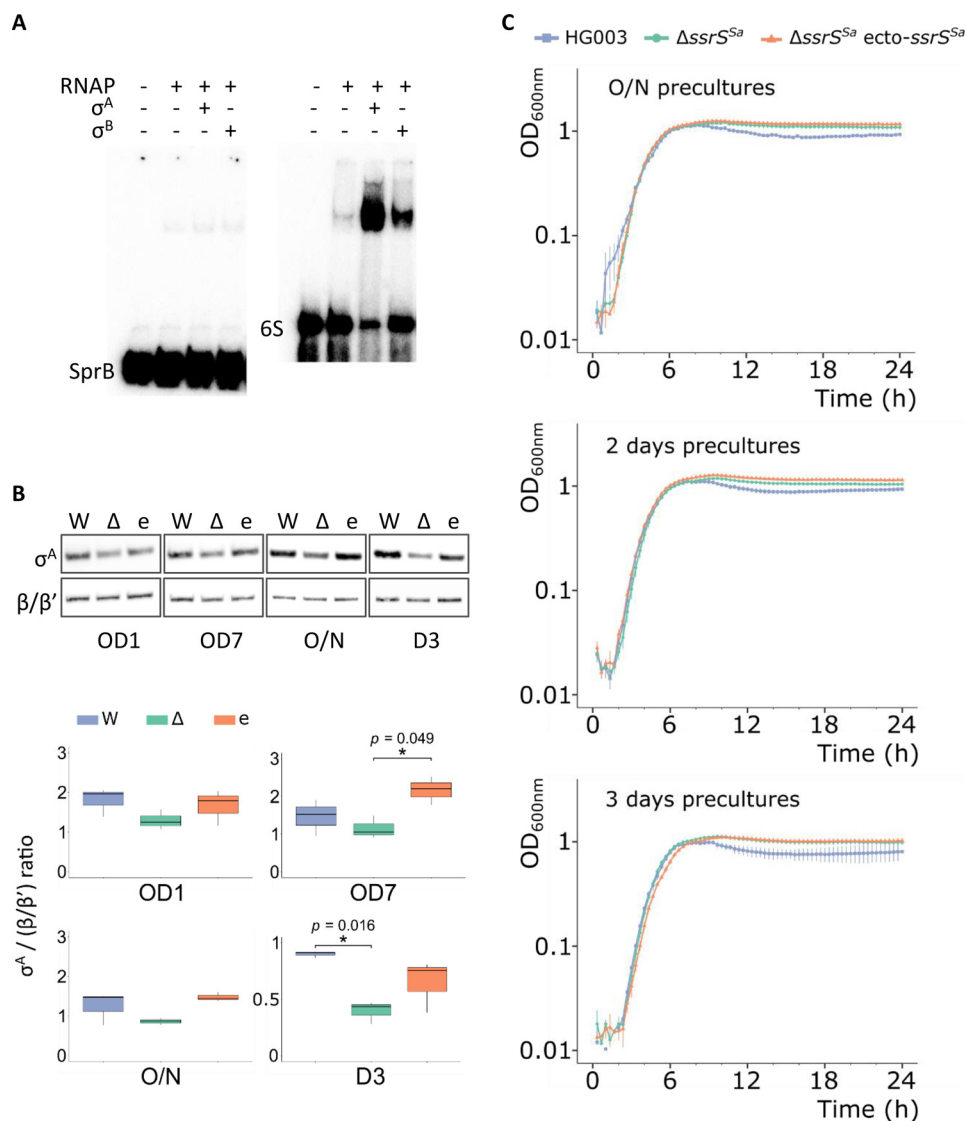 A
RNAP - + + + - + + +
σᴬ - - + - - - + -
σᴮ - - - + - - - +
SprB
6S
B
W Δ e W Δ e W Δ e W Δ e
σᴬ
β/β’
OD1 OD7 O/N D3
W Δ e
σᴬ / (β/β’) ratio
3
2
1
0
OD1
p = 0.049
*
3
2
1
0
OD7
3
2
1
0
O/N
p = 0.016
*
1
0.5
0
D3
C
HG003 ΔssrSˢᵃ ΔssrSˢᵃ ecto-ssrSˢᵃ
O/N precultures
OD600nm
1
0.1
0.01
0 6 12 18 24
Time (h)
2 days precultures
OD600nm
1
0.1
0.01
0 6 12 18 24
Time (h)
3 days precultures
OD600nm
1
0.1
0.01
0 6 12 18 24
Time (h)